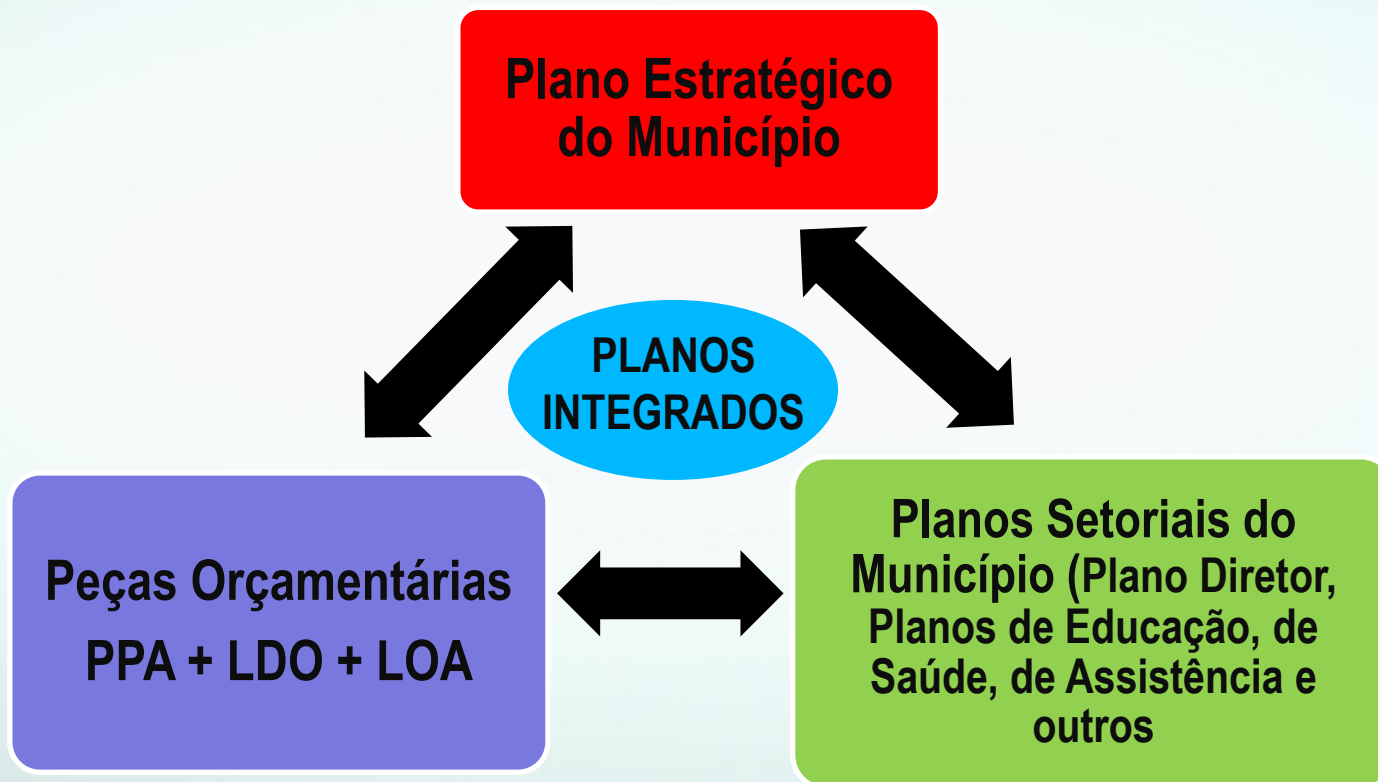 Plano Estratégico
do Município
PLANOS
INTEGRADOS
Peças Orçamentárias
PPA + LDO + LOA
Planos Setoriais do
Município (Plano Diretor,
Planos de Educação, de
Saúde, de Assistência e
outros